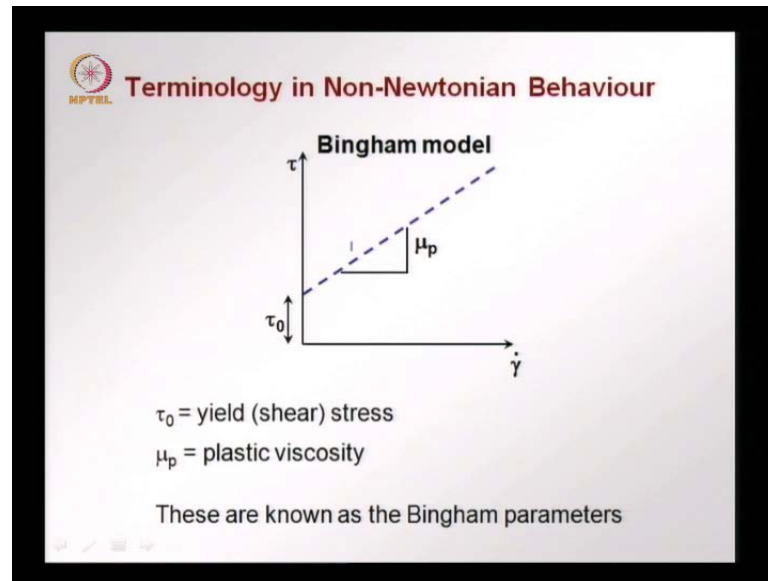 NPTEL
Terminology in Non-Newtonian Behaviour
Bingham model
τ
μp
τ0
γ̇
τ0 = yield (shear) stress
μp = plastic viscosity
These are known as the Bingham parameters